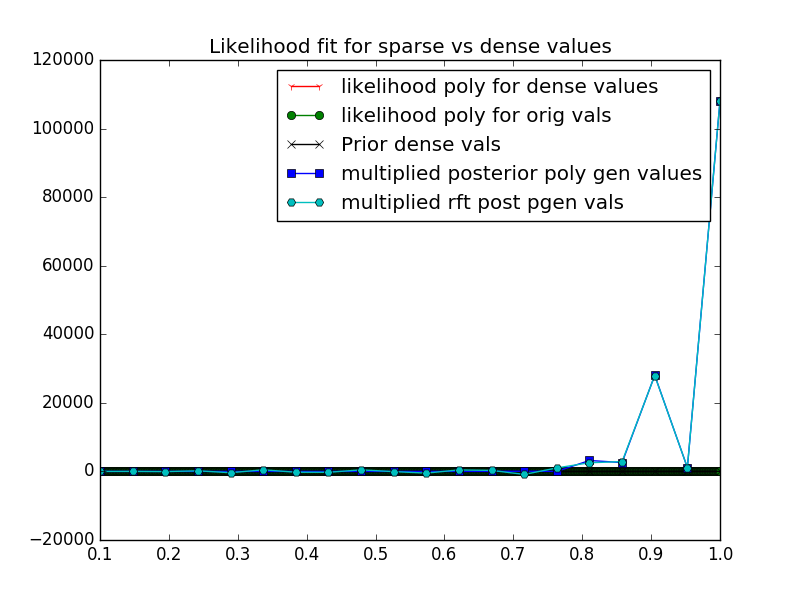 Likelihood fit for sparse vs dense values
120000
100000
80000
60000
40000
20000
0
−20000
likelihood poly for dense values
likelihood poly for orig vals
Prior dense vals
multiplied posterior poly gen values
multiplied rft post pgen vals
0.1 0.2 0.3 0.4 0.5 0.6 0.7 0.8 0.9 1.0